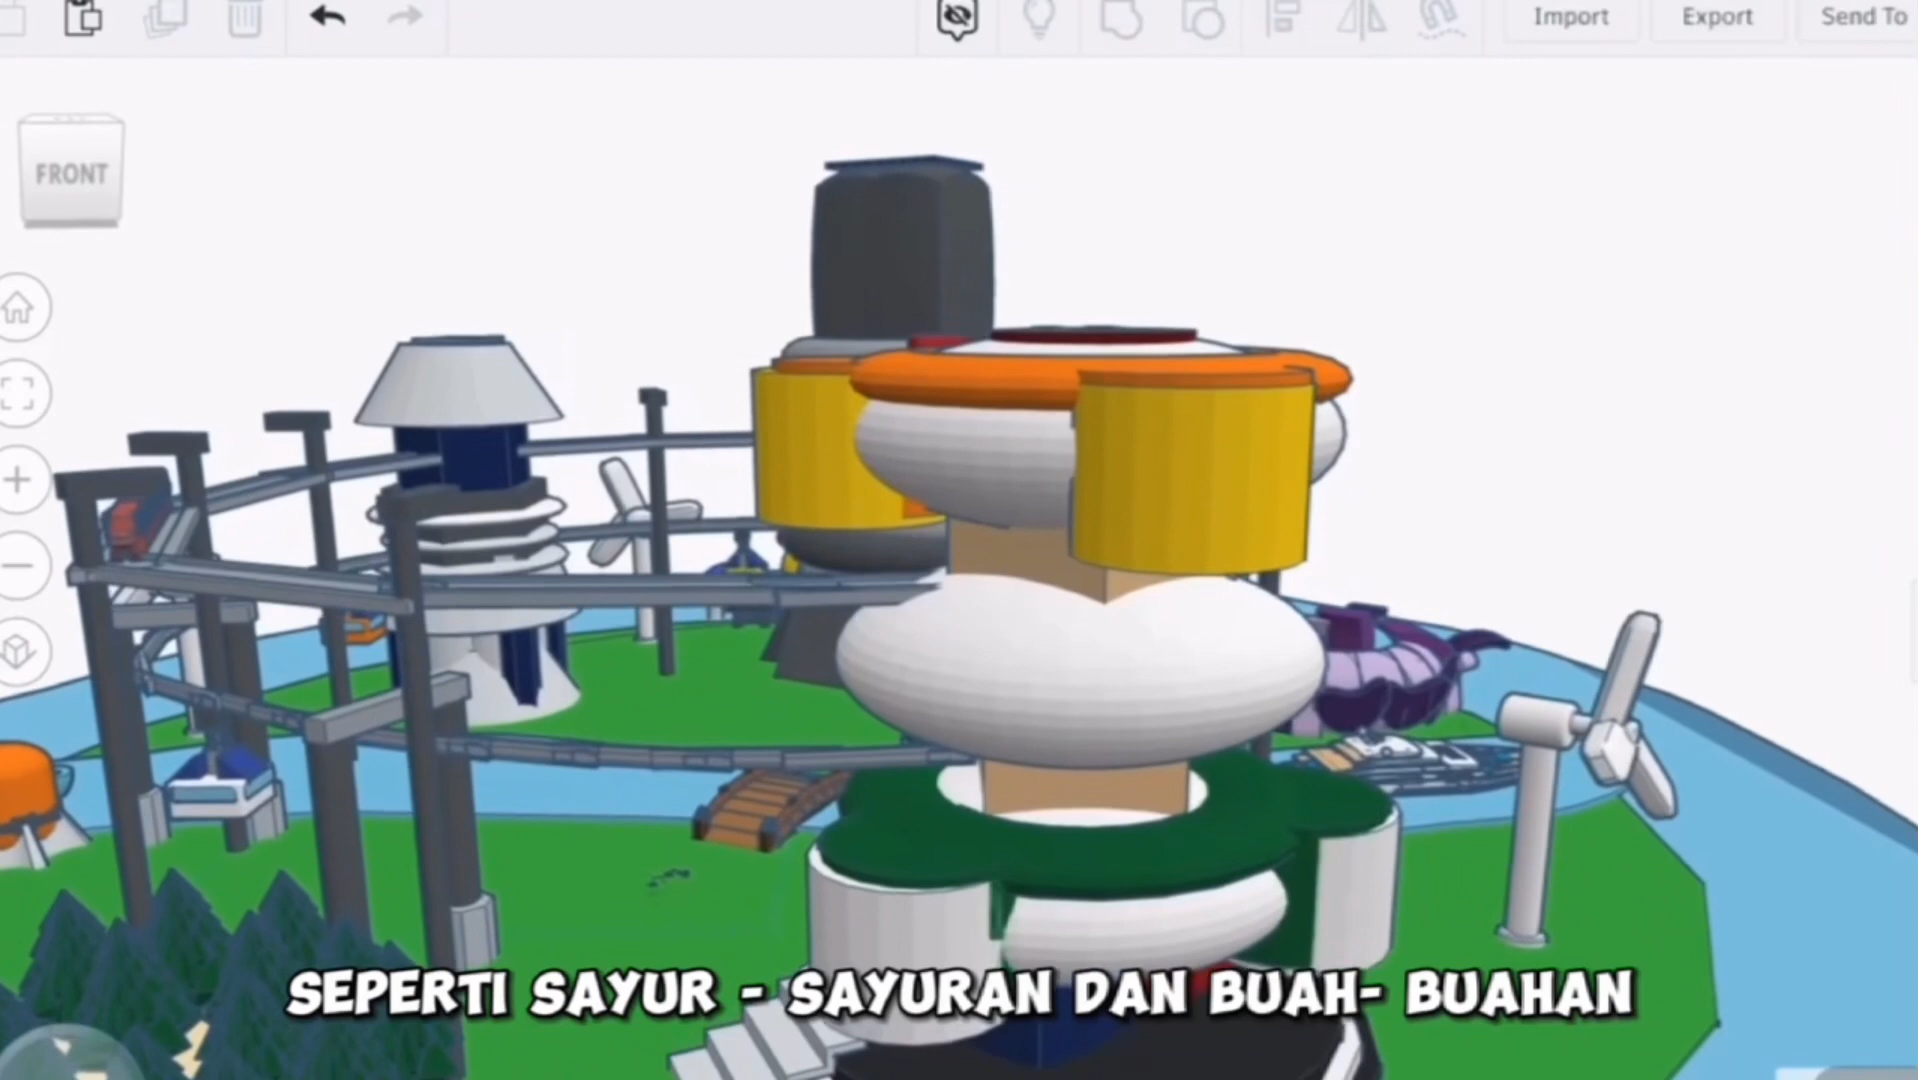 Import
Export
Send To
FRONT
SEPERTI SAYUR - SAYURAN DAN BUAH- BUAHAN